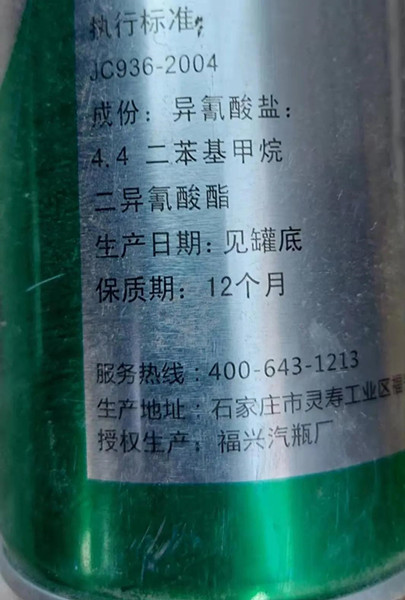 执行标准:
JC936-2004
成份：异氰酸盐：
4.4 二苯基甲烷
二异氰酸酯
生产日期：见罐底
保质期：12个月
服务热线：400-643-1213
生产地址：石家庄市灵寿工业区福
授权生产：福兴汽瓶厂